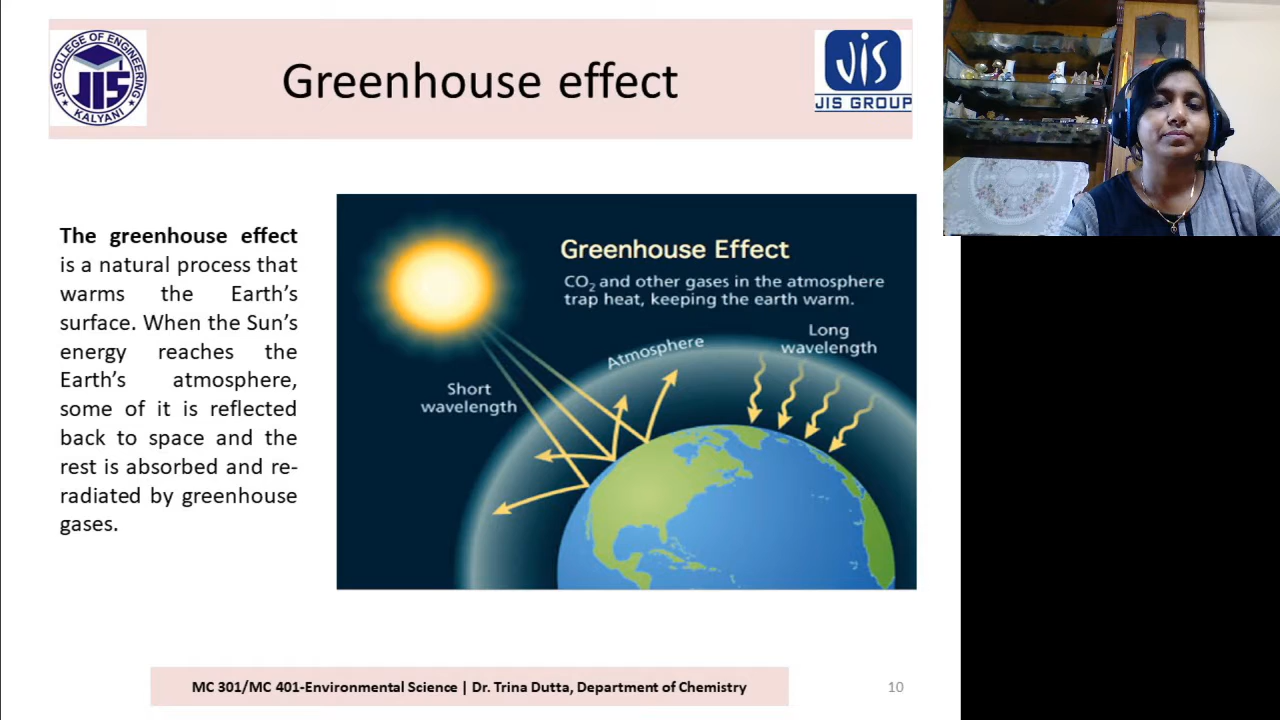 JIS COLLEGE OF ENGINEERING
JIS
KALYANI
Greenhouse effect
JIS
JIS GROUP
The greenhouse effect
is a natural process that
warms the Earth’s
surface. When the Sun’s
energy reaches the
Earth’s atmosphere,
some of it is reflected
back to space and the
rest is absorbed and re-
radiated by greenhouse
gases.
Greenhouse Effect
CO₂ and other gases in the atmosphere
trap heat, keeping the earth warm.
Atmosphere
Long
wavelength
Short
wavelength
MC 301/MC 401-Environmental Science | Dr. Trina Dutta, Department of Chemistry
10